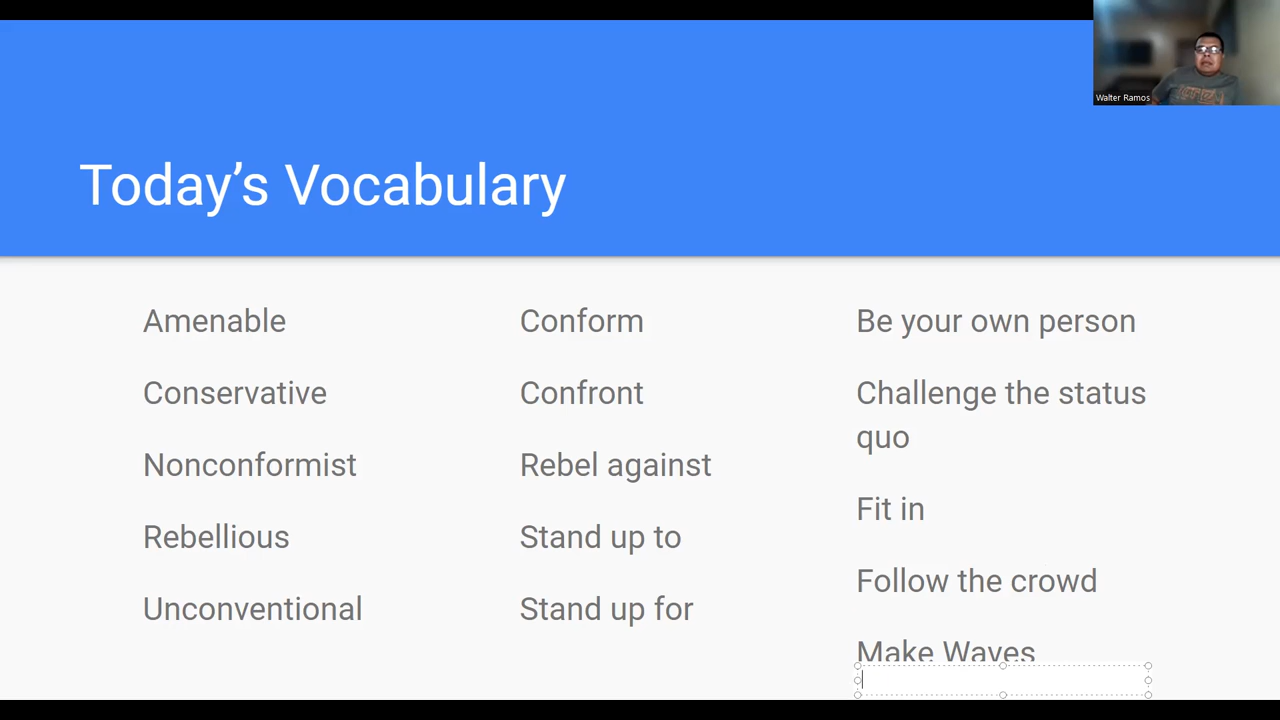 Walter Ramos
Today's Vocabulary
Amenable
Conservative
Nonconformist
Rebellious
Unconventional
Conform
Confront
Rebel against
Stand up to
Stand up for
Be your own person
Challenge the status
quo
Fit in
Follow the crowd
Make Waves